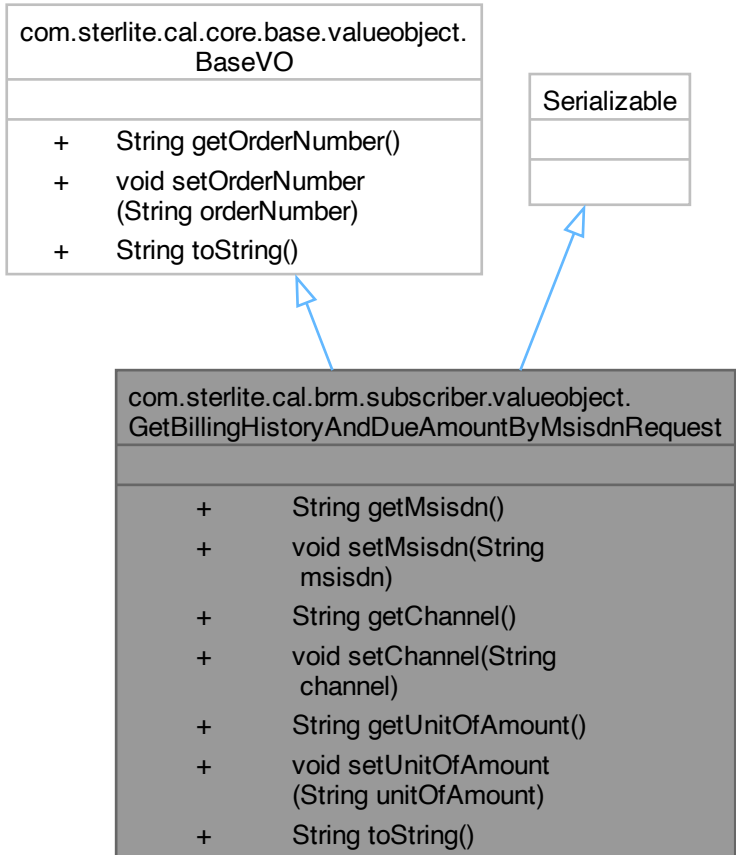 com.sterlite.cal.core.base.valueobject.
BaseVO
+ String getOrderNumber()
+ void setOrderNumber
(String orderNumber)
+ String toString()
Serializable
com.sterlite.cal.brm.subscriber.valueobject.
GetBillingHistoryAndDueAmountByMsisdnRequest
+ String getMsisdn()
+ void setMsisdn(String
msisdn)
+ String getChannel()
+ void setChannel(String
channel)
+ String getUnitOfAmount()
+ void setUnitOfAmount
(String unitOfAmount)
+ String toString()